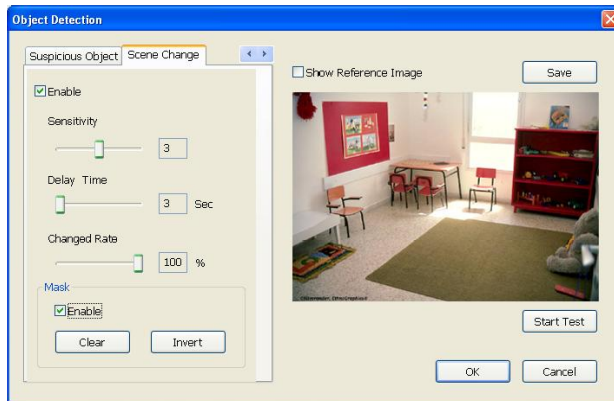 Object Detection
Suspicious Object
Scene Change
Show Reference Image
Save
Enable
Sensitivity
3
Delay Time
3 Sec
Changed Rate
100 %
Mask
Enable
Clear
Invert
Start Test
OK
Cancel